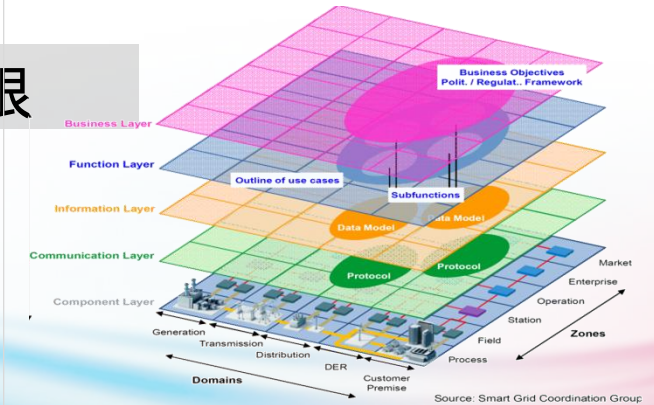 限
Business Objectives
Polit. / Regulat.. Framework
Business Layer
Function Layer
Outline of use cases
Subfunctions
Information Layer
Data Model
Data Model
Communication Layer
Protocol
Protocol
Component Layer
Market
Enterprise
Operation
Station
Field
Process
Zones
Generation
Transmission
Distribution
DER
Customer
Premise
Domains
Source: Smart Grid Coordination Group